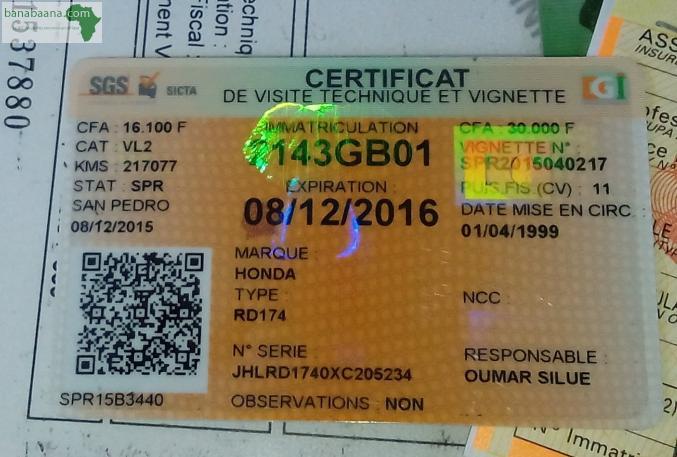 banabaana.com
1537880
SGS SICTA
CERTIFICAT
DE VISITE TECHNIQUE ET VIGNETTE
CI
CFA : 16.100 F
CAT : VL2
KMS : 217077
STAT : SPR
SAN PEDRO
08/12/2015
IMMATRICULATION
143GB01
EXPIRATION :
08/12/2016
CFA : 30.000 F
VIGNETTE N° :
SPR2015040217
PUIS.FIS (CV) : 11
DATE MISE EN CIRC
01/04/1999
MARQUE :
HONDA
TYPE :
RD174
NCC :
N° SERIE :
JHLRD1740XC205234
RESPONSABLE :
OUMAR SILUE
SPR15B3440
OBSERVATIONS : NON
N° Immatri